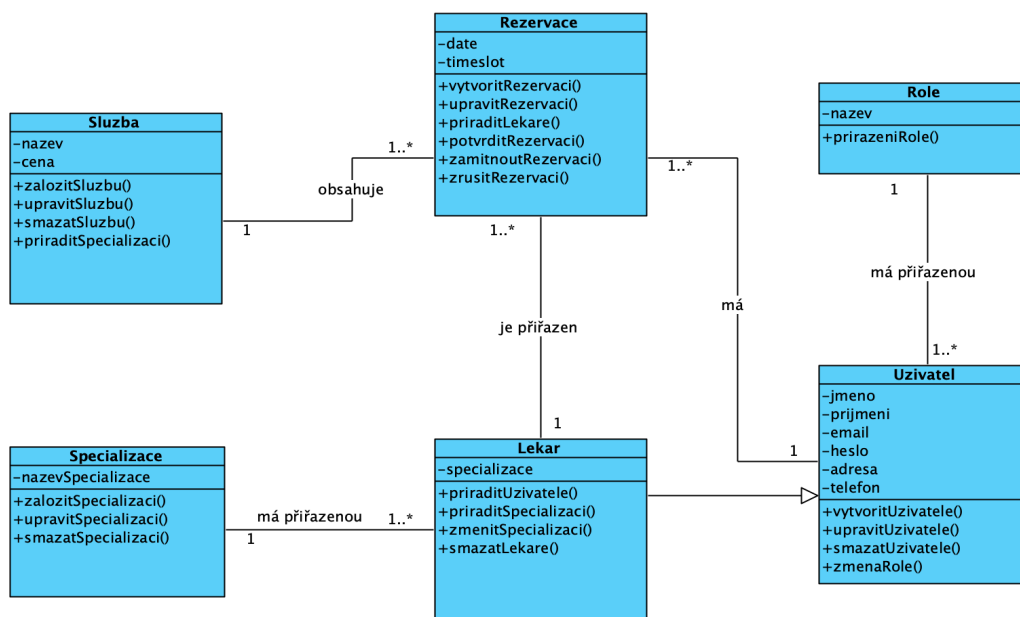 Rezervace
-date
-timeslot
+vytvoritRezervaci()
+upravitRezervaci()
+priraditLekare()
+potvrditRezervaci()
+zamitnoutRezervaci()
+zrusitRezervaci()
Role
-nazev
+prirazeniRole()
Sluzba
-nazev
-cena
+zalozitSluzbu()
+upravitSluzbu()
+smazatSluzbu()
+priraditSpecializaci()
1..*
obsahuje
1
1..*
1..*
1
má přiřazenou
má
je přiřazen
1..*
1
1
Uzivatel
-jmeno
-prijmeni
-email
-heslo
-adresa
-telefon
+vytvoritUzivatele()
+upravitUzivatele()
+smazatUzivatele()
+zmenaRole()
Specializace
-nazevSpecializace
+zalozitSpecializaci()
+upravitSpecializaci()
+smazatSpecializaci()
má přiřazenou
1
1..*
Lekar
-specializace
+priraditUzivatele()
+priraditSpecializaci()
+zmenitSpecializaci()
+smazatLekare()